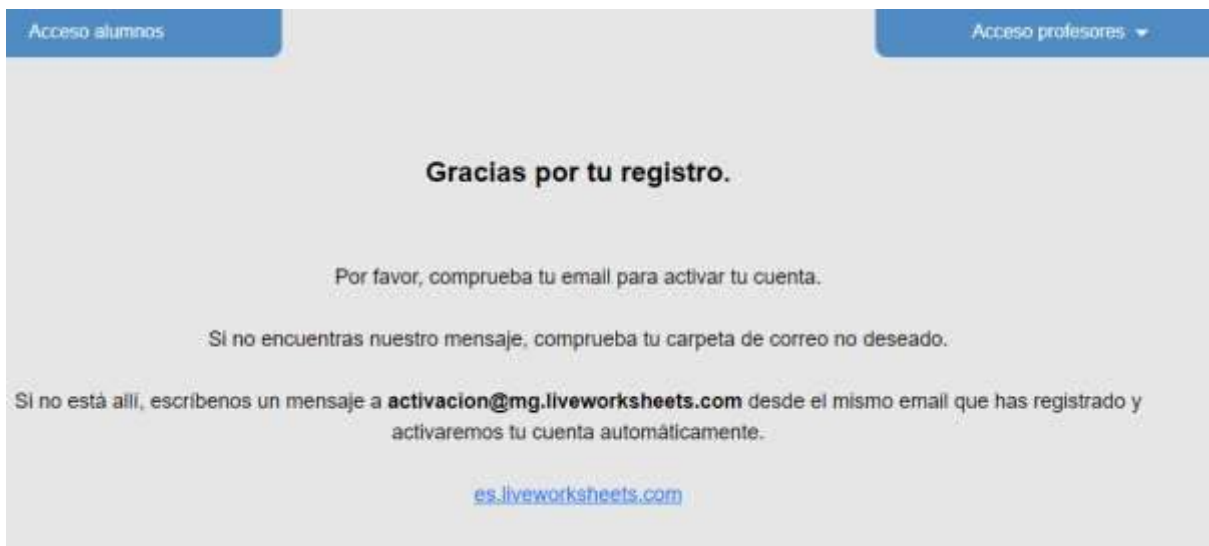 Acceso alumnos
Acceso profesores
Gracias por tu registro.
Por favor, comprueba tu email para activar tu cuenta.
Si no encuentras nuestro mensaje, comprueba tu carpeta de correo no deseado.
Si no está allí, escríbenos un mensaje a activacion@mg.liveworksheets.com desde el mismo email que has registrado y
activaremos tu cuenta automáticamente.
es.liveworksheets.com